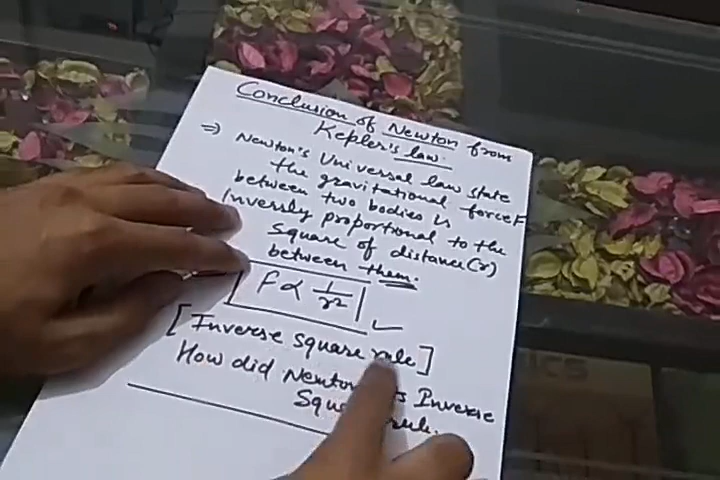 Conclusion of Newton from
Kepler's law.
⇒ Newton's Universal law state
the gravitational force F
between two bodies is
Inversly proportional to the
square of distance(r)
between them.
F ∝ 1/r²
[Inverse square rule]
How did Newton Inverse